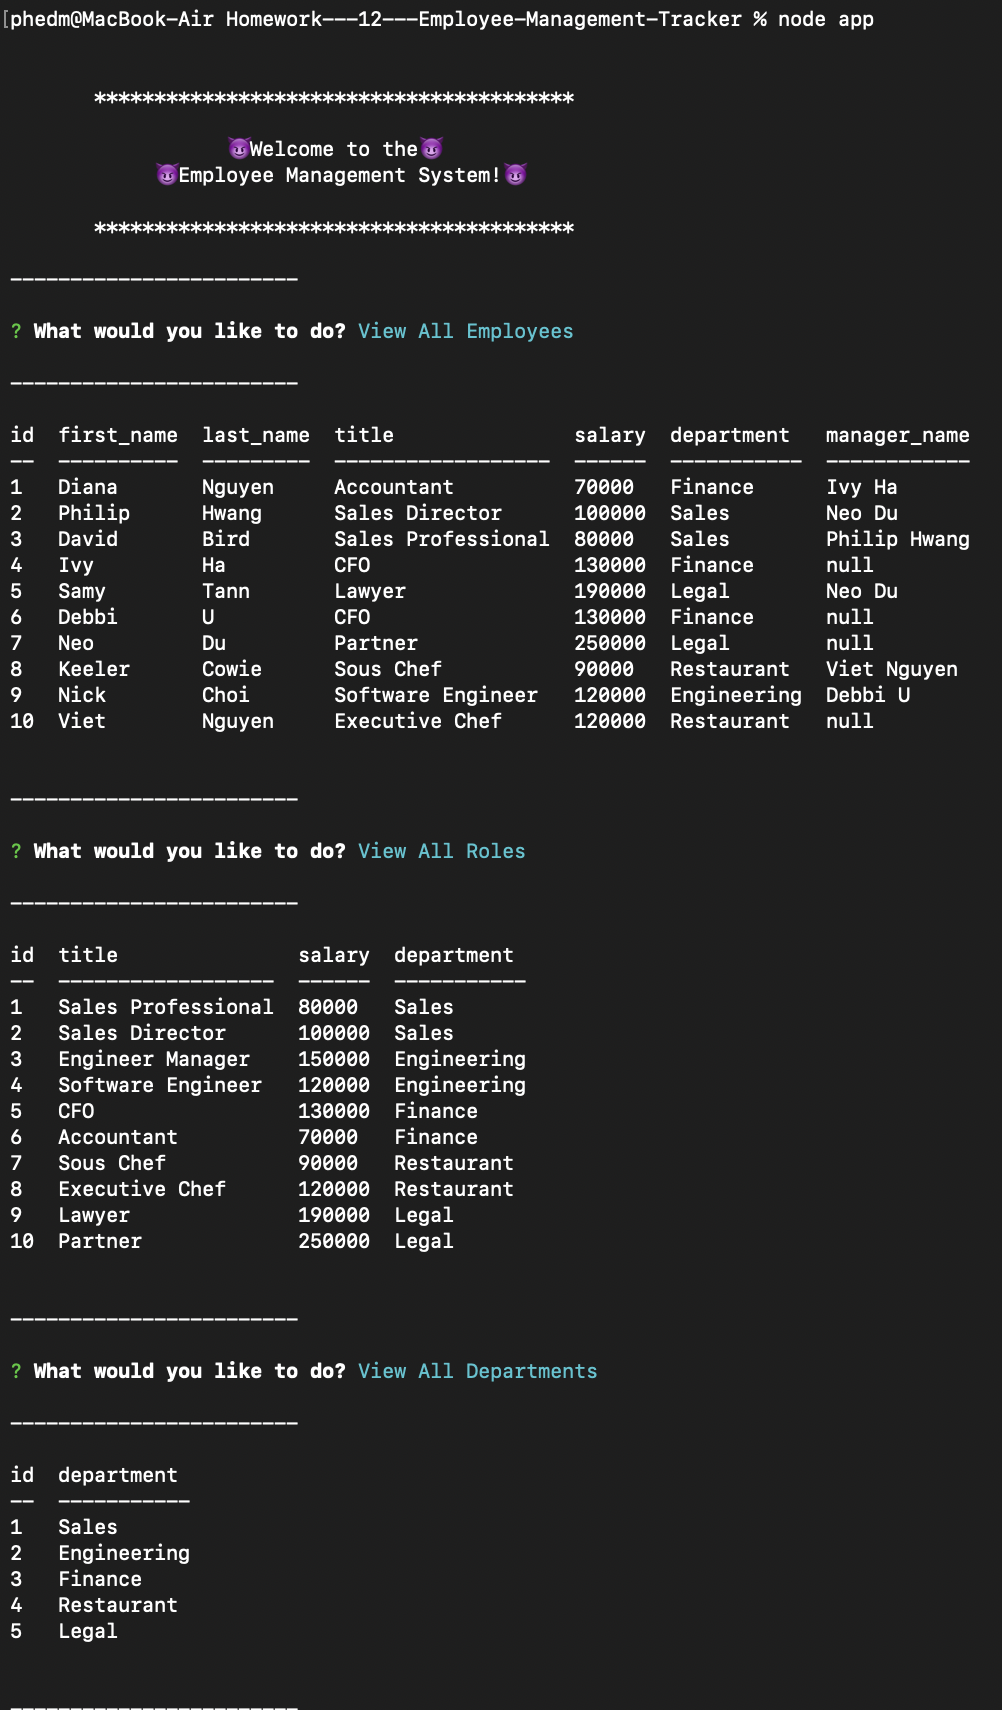 [phedm@MacBook-Air Homework---12---Employee-Management-Tracker % node app
****************************************
😈Welcome to the😈
😈Employee Management System!😈
****************************************
------------------------
? What would you like to do? View All Employees
------------------------
id  first_name  last_name  title               salary  department   manager_name
--  ----------  ---------  ------------------  ------  -----------  ------------
1   Diana       Nguyen     Accountant          70000   Finance      Ivy Ha
2   Philip      Hwang      Sales Director      100000  Sales        Neo Du
3   David       Bird       Sales Professional  80000   Sales        Philip Hwang
4   Ivy         Ha         CFO                 130000  Finance      null
5   Samy        Tann       Lawyer              190000  Legal        Neo Du
6   Debbi       U          CFO                 130000  Finance      null
7   Neo         Du         Partner             250000  Legal        null
8   Keeler      Cowie      Sous Chef           90000   Restaurant   Viet Nguyen
9   Nick        Choi       Software Engineer   120000  Engineering  Debbi U
10  Viet        Nguyen     Executive Chef      120000  Restaurant   null
------------------------
? What would you like to do? View All Roles
------------------------
id  title               salary  department
--  ------------------  ------  -----------
1   Sales Professional  80000   Sales
2   Sales Director      100000  Sales
3   Engineer Manager    150000  Engineering
4   Software Engineer   120000  Engineering
5   CFO                 130000  Finance
6   Accountant          70000   Finance
7   Sous Chef           90000   Restaurant
8   Executive Chef      120000  Restaurant
9   Lawyer              190000  Legal
10  Partner             250000  Legal
------------------------
? What would you like to do? View All Departments
------------------------
id  department
--  -----------
1   Sales
2   Engineering
3   Finance
4   Restaurant
5   Legal
------------------------